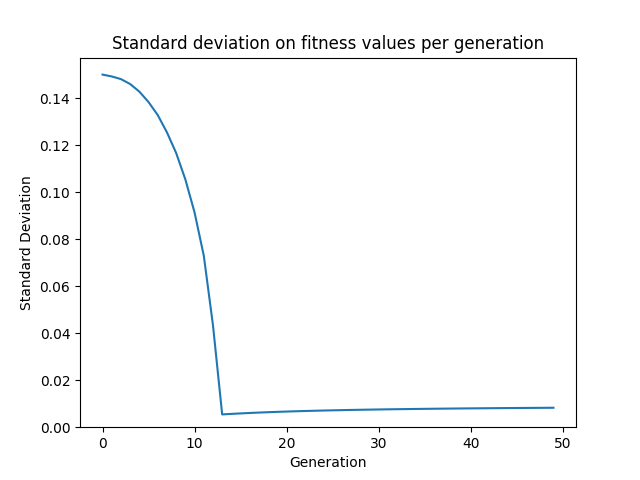 Standard deviation on fitness values per generation
0.14
0.12
0.10
0.08
0.06
0.04
0.02
0.00
Standard Deviation
0 10 20 30 40 50
Generation